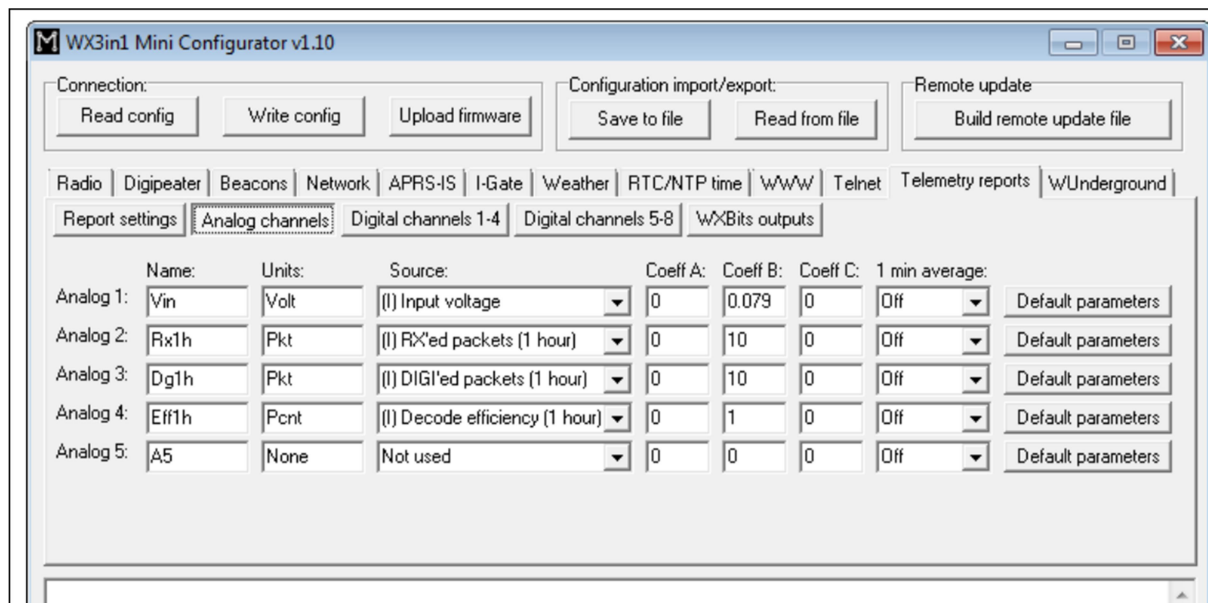 WX3in1 Mini Configurator v1.10
Connection: Configuration import/export: Remote update
Read config Write config Upload firmware Save to file Read from file Build remote update file
Radio Digipeater Beacons Network APRS-IS I-Gate Weather RTC/NTP time WWW Telnet Telemetry reports WUnderground
Report settings Analog channels Digital channels 1-4 Digital channels 5-8 WXBits outputs
Name: Units: Source: Coeff A: Coeff B: Coeff C: 1 min average:
Analog 1: Vin Volt (I) Input voltage 0 0.079 0 Off Default parameters
Analog 2: Rx1h Pkt (I) RX'ed packets (1 hour) 0 10 0 Off Default parameters
Analog 3: Dg1h Pkt (I) DIGI'ed packets (1 hour) 0 10 0 Off Default parameters
Analog 4: Eff1h Pcnt (I) Decode efficiency (1 hour) 0 1 0 Off Default parameters
Analog 5: A5 None Not used 0 0 0 Off Default parameters